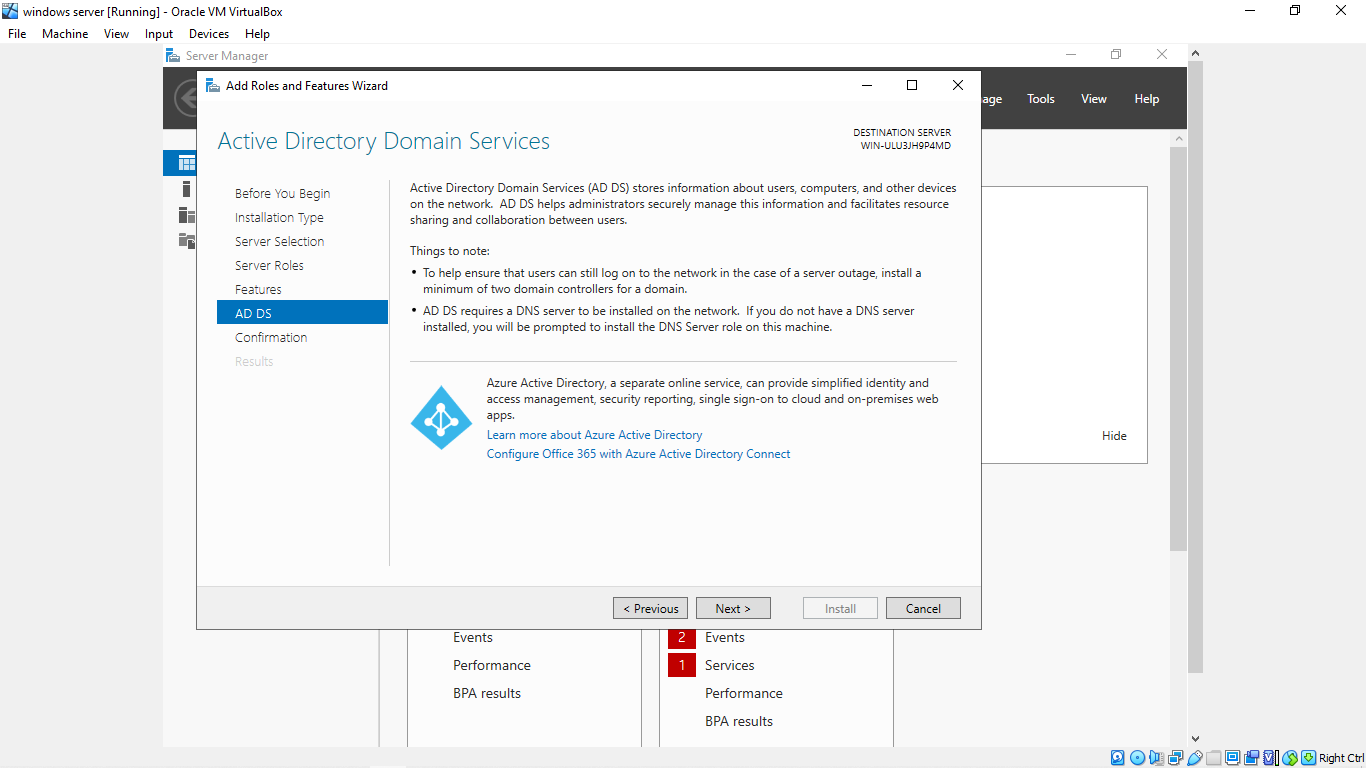 windows server [Running] - Oracle VM VirtualBox
File Machine View Input Devices Help
Server Manager
Add Roles and Features Wizard
Tools View Help
Active Directory Domain Services
DESTINATION SERVER
WIN-ULU3JH9P4MD
Before You Begin
Installation Type
Server Selection
Server Roles
Features
AD DS
Confirmation
Results
Active Directory Domain Services (AD DS) stores information about users, computers, and other devices
on the network. AD DS helps administrators securely manage this information and facilitates resource
sharing and collaboration between users.
Things to note:
• To help ensure that users can still log on to the network in the case of a server outage, install a
minimum of two domain controllers for a domain.
• AD DS requires a DNS server to be installed on the network. If you do not have a DNS server
installed, you will be prompted to install the DNS Server role on this machine.
Azure Active Directory, a separate online service, can provide simplified identity and
access management, security reporting, single sign-on to cloud and on-premises web
apps.
Learn more about Azure Active Directory
Configure Office 365 with Azure Active Directory Connect
Hide
< Previous Next > Install Cancel
Events
Performance
BPA results
2 Events
1 Services
Performance
BPA results
Right Ctrl